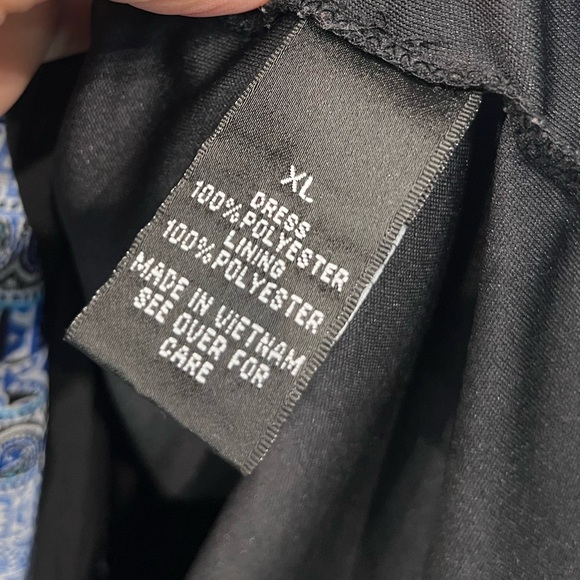 XL
DRESS
100% POLYESTER
LINING
100% POLYESTER
MADE IN VIETNAM
SEE OVER FOR
CARE